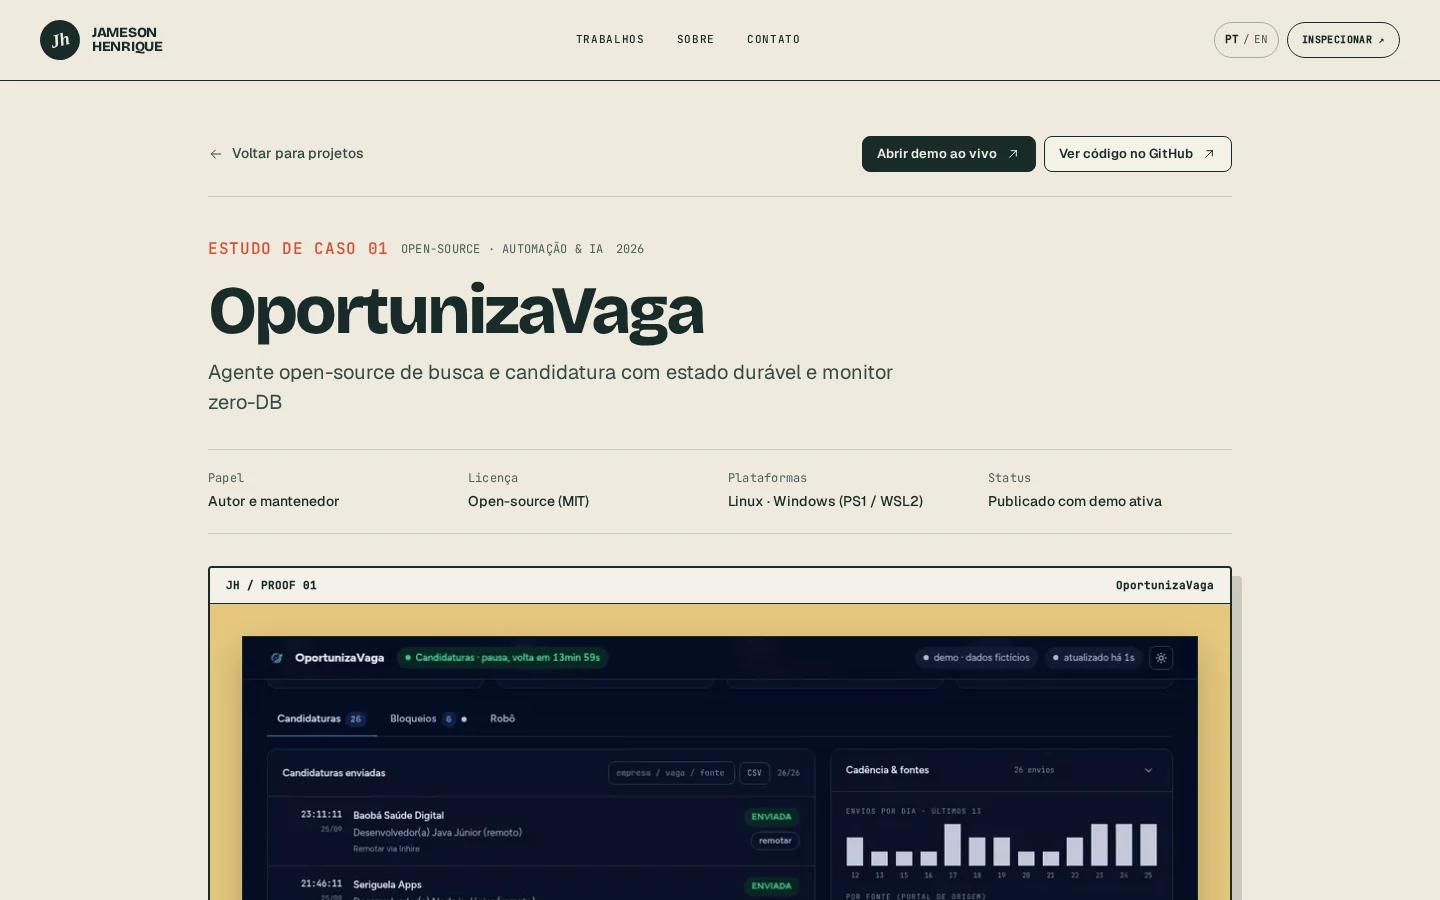 Jh
JAMESON
HENRIQUE
TRABALHOS
SOBRE
CONTATO
PT / EN
INSPECIONAR ↗
← Voltar para projetos
Abrir demo ao vivo ↗
Ver código no GitHub ↗
ESTUDO DE CASO 01 OPEN-SOURCE · AUTOMAÇÃO & IA 2026
OportunizaVaga
Agente open-source de busca e candidatura com estado durável e monitor
zero-DB
Papel
Autor e mantenedor
Licença
Open-source (MIT)
Plataformas
Linux · Windows (PS1 / WSL2)
Status
Publicado com demo ativa
JH / PROOF 01
OportunizaVaga
OportunizaVaga
Candidaturas · pausa, volta em 13min 59s
demo · dados fictícios
atualizado há 1s
Candidaturas 26
Bloqueios 6
Robô
Candidaturas enviadas
empresa / vaga / fonte
CSV
26/26
23:11:11
25/09
Baobá Saúde Digital
Desenvolvedor(a) Java Júnior (remoto)
Remotar via Inhire
ENVIADA
remotar
21:46:11
Seriguela Apps
ENVIADA
Cadência & fontes
26 envios
ENVIOS POR DIA · ÚLTIMOS 13
12 13 15 16 17 18 19 20 21 22 23 24 25
POR FONTE (PORTAL DE ORIGEM)